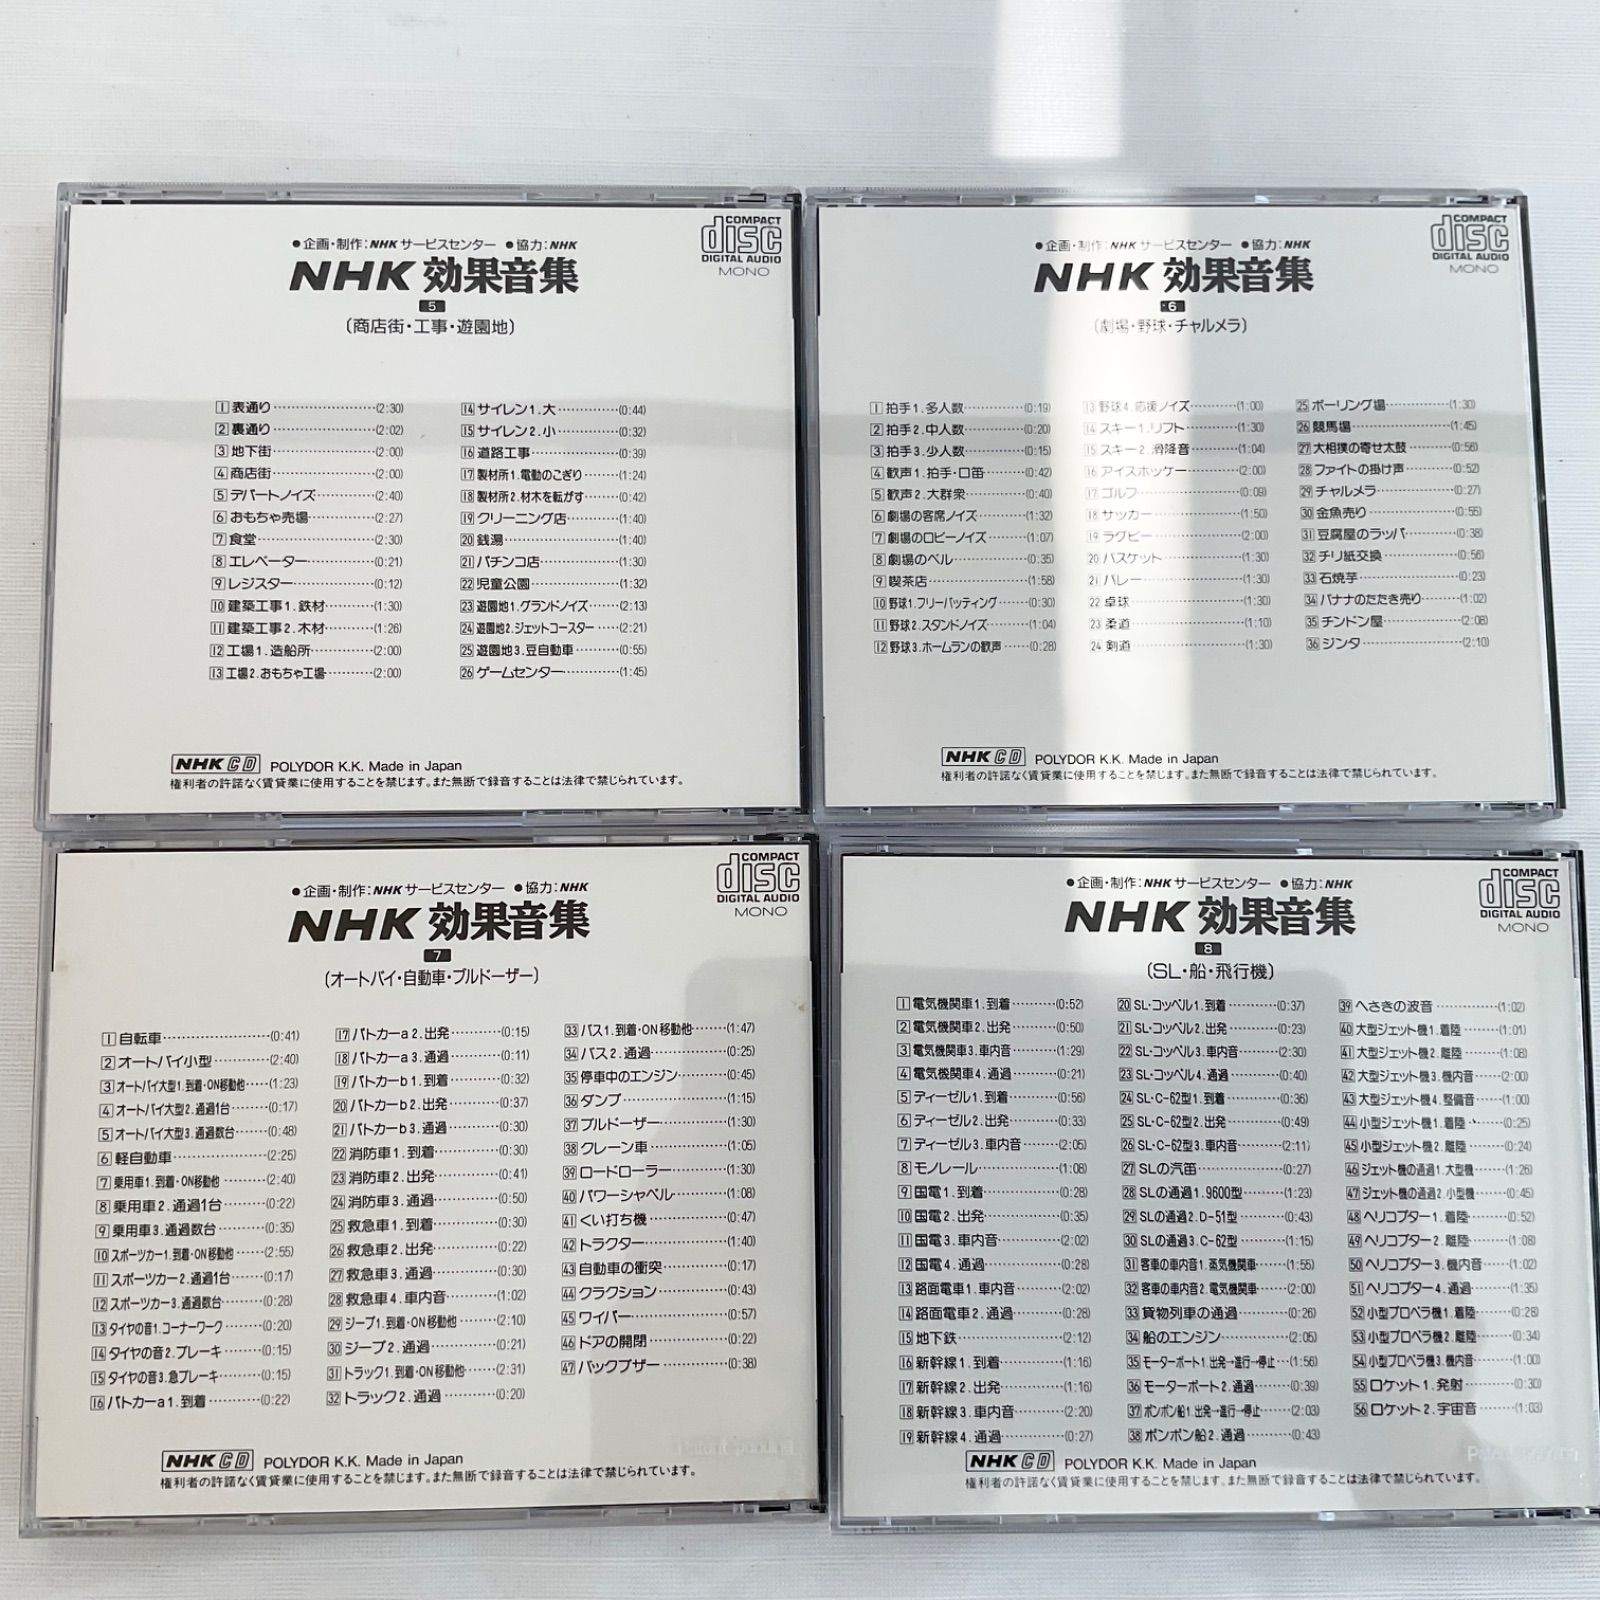 ●企画・制作:NHKサービスセンター ●協力:NHK
COMPACT
disc
DIGITAL AUDIO
MONO
NHK 効果音集
5
〔商店街・工事・遊園地〕
1 表通り…(2:30)
2 裏通り…(2:02)
3 地下街…(2:00)
4 商店街…(2:00)
5 デパートノイズ…(2:40)
6 おもちゃ売場…(2:27)
7 食堂…(2:30)
8 エレベーター…(0:21)
9 レジスター…(0:12)
10 建築工事1.鉄材…(1:30)
11 建築工事2.木材…(1:26)
12 工場1.造船所…(2:00)
13 工場2.おもちゃ工場…(2:00)
14 サイレン1.大…(0:44)
15 サイレン2.小…(0:32)
16 道路工事…(0:39)
17 製材所1.電動のこぎり…(1:24)
18 製材所2.材木を転がす…(0:42)
19 クリーニング店…(1:40)
20 銭湯…(1:40)
21 パチンコ店…(1:30)
22 児童公園…(1:32)
23 遊園地1.グランドノイズ…(2:13)
24 遊園地2.ジェットコースター…(2:21)
25 遊園地3.豆自動車…(0:55)
26 ゲームセンター…(1:45)
NHK CD POLYDOR K.K. Made in Japan
権利者の許諾なく賃貸業に使用することを禁じます。また無断で録音することは法律で禁じられています。
●企画・制作:NHKサービスセンター ●協力:NHK
COMPACT
disc
DIGITAL AUDIO
MONO
NHK 効果音集
6
〔劇場・野球・チャルメラ〕
1 拍手1.多人数…(0:19)
2 拍手2.中人数…(0:20)
3 拍手3.少人数…(0:15)
4 歓声1.拍手・口笛…(0:42)
5 歓声2.大群衆…(0:40)
6 劇場の客席ノイズ…(1:32)
7 劇場のロビーノイズ…(1:07)
8 劇場のベル…(0:35)
9 喫茶店…(1:58)
10 野球1.フリーバッティング…(0:30)
11 野球2.スタンドノイズ…(1:04)
12 野球3.ホームランの歓声…(0:28)
13 野球4.応援ノイズ…(1:00)
14 スキー1.リフト…(1:30)
15 スキー2.滑降音…(1:04)
16 アイスホッケー…(2:00)
17 ゴルフ…(0:09)
18 サッカー…(1:50)
19 ラグビー…(2:00)
20 バスケット…(1:30)
21 バレー…(1:30)
22 卓球…(1:30)
23 柔道…(1:10)
24 剣道…(1:30)
25 ボーリング場…(1:30)
26 競馬場…(1:45)
27 大相撲の寄せ太鼓…(0:56)
28 ファイトの掛け声…(0:52)
29 チャルメラ…(0:27)
30 金魚売り…(0:55)
31 豆腐屋のラッパ…(0:38)
32 チリ紙交換…(0:56)
33 石焼芋…(0:23)
34 バナナのたたき売り…(1:02)
35 チンドン屋…(2:08)
36 ジンタ…(2:10)
NHK CD POLYDOR K.K. Made in Japan
権利者の許諾なく賃貸業に使用することを禁じます。また無断で録音することは法律で禁じられています。
●企画・制作:NHKサービスセンター ●協力:NHK
COMPACT
disc
DIGITAL AUDIO
MONO
NHK 効果音集
7
〔オートバイ・自動車・ブルドーザー〕
1 自転車…(0:41)
2 オートバイ小型…(2:40)
3 オートバイ大型1.到着・ON移動他…(1:23)
4 オートバイ大型2.通過1台…(0:17)
5 オートバイ大型3.通過数台…(0:48)
6 軽自動車…(2:25)
7 乗用車1.到着・ON移動他…(2:40)
8 乗用車2.通過1台…(0:22)
9 乗用車3.通過数台…(0:35)
10 スポーツカー1.到着・ON移動他…(2:55)
11 スポーツカー2.通過1台…(0:17)
12 スポーツカー3.通過数台…(0:28)
13 タイヤの音1.コーナーワーク…(0:20)
14 タイヤの音2.ブレーキ…(0:15)
15 タイヤの音3.急ブレーキ…(0:15)
16 パトカーa1.到着…(0:22)
17 パトカーa2.出発…(0:15)
18 パトカーa3.通過…(0:11)
19 パトカーb1.到着…(0:32)
20 パトカーb2.出発…(0:37)
21 パトカーb3.通過…(0:30)
22 消防車1.到着…(0:30)
23 消防車2.出発…(0:41)
24 消防車3.通過…(0:50)
25 救急車1.到着…(0:30)
26 救急車2.出発…(0:22)
27 救急車3.通過…(0:30)
28 救急車4.車内音…(1:02)
29 ジープ1.到着・ON移動他…(2:10)
30 ジープ2.通過…(0:21)
31 トラック1.到着・ON移動他…(2:31)
32 トラック2.通過…(0:20)
33 バス1.到着・ON移動他…(1:47)
34 バス2.通過…(0:25)
35 停車中のエンジン…(0:45)
36 ダンプ…(1:15)
37 ブルドーザー…(1:30)
38 クレーン車…(1:05)
39 ロードローラー…(1:30)
40 パワーシャベル…(1:08)
41 くい打ち機…(0:47)
42 トラクター…(1:40)
43 自動車の衝突…(0:17)
44 クラクション…(0:43)
45 ワイパー…(0:57)
46 ドアの開閉…(0:22)
47 バックブザー…(0:38)
NHK CD POLYDOR K.K. Made in Japan
権利者の許諾なく賃貸業に使用することを禁じます。また無断で録音することは法律で禁じられています。
●企画・制作:NHKサービスセンター ●協力:NHK
COMPACT
disc
DIGITAL AUDIO
MONO
NHK 効果音集
8
〔SL・船・飛行機〕
1 電気機関車1.到着…(0:52)
2 電気機関車2.出発…(0:50)
3 電気機関車3.車内音…(1:29)
4 電気機関車4.通過…(0:21)
5 ディーゼル1.到着…(0:56)
6 ディーゼル2.出発…(0:33)
7 ディーゼル3.車内音…(2:05)
8 モノレール…(1:08)
9 国電1.到着…(0:28)
10 国電2.出発…(0:35)
11 国電3.車内音…(2:02)
12 国電4.通過…(0:28)
13 路面電車1.車内音…(2:02)
14 路面電車2.通過…(0:28)
15 地下鉄…(2:12)
16 新幹線1.到着…(1:16)
17 新幹線2.出発…(1:16)
18 新幹線3.車内音…(2:20)
19 新幹線4.通過…(0:27)
20 SL・コッペル1.到着…(0:37)
21 SL・コッペル2.出発…(0:23)
22 SL・コッペル3.車内音…(2:30)
23 SL・コッペル4.通過…(0:40)
24 SL・C-62型1.到着…(0:36)
25 SL・C-62型2.出発…(0:49)
26 SL・C-62型3.車内音…(2:11)
27 SLの汽笛…(0:27)
28 SLの通過1.9600型…(1:23)
29 SLの通過2.D-51型…(0:43)
30 SLの通過3.C-62型…(1:15)
31 客車の車内音1.蒸気機関車…(1:55)
32 客車の車内音2.電気機関車…(2:00)
33 貨物列車の通過…(0:26)
34 船のエンジン…(2:05)
35 モーターボート1.出発→進行→停止…(1:56)
36 モーターボート2.通過…(0:39)
37 ポンポン船1.出発→進行→停止…(2:03)
38 ポンポン船2.通過…(0:43)
39 へさきの波音…(1:02)
40 大型ジェット機1.着陸…(1:01)
41 大型ジェット機2.離陸…(1:08)
42 大型ジェット機3.機内音…(2:00)
43 大型ジェット機4.整備音…(1:00)
44 小型ジェット機1.着陸…(0:25)
45 小型ジェット機2.離陸…(0:24)
46 ジェット機の通過1.大型機…(1:26)
47 ジェット機の通過2.小型機…(0:45)
48 ヘリコプター1.着陸…(0:52)
49 ヘリコプター2.離陸…(1:08)
50 ヘリコプター3.機内音…(1:02)
51 ヘリコプター4.通過…(1:35)
52 小型プロペラ機1.着陸…(0:28)
53 小型プロペラ機2.離陸…(0:34)
54 小型プロペラ機3.機内音…(1:00)
55 ロケット1.発射…(0:30)
56 ロケット2.宇宙音…(1:03)
NHK CD POLYDOR K.K. Made in Japan
権利者の許諾なく賃貸業に使用することを禁じます。また無断で録音することは法律で禁じられています。